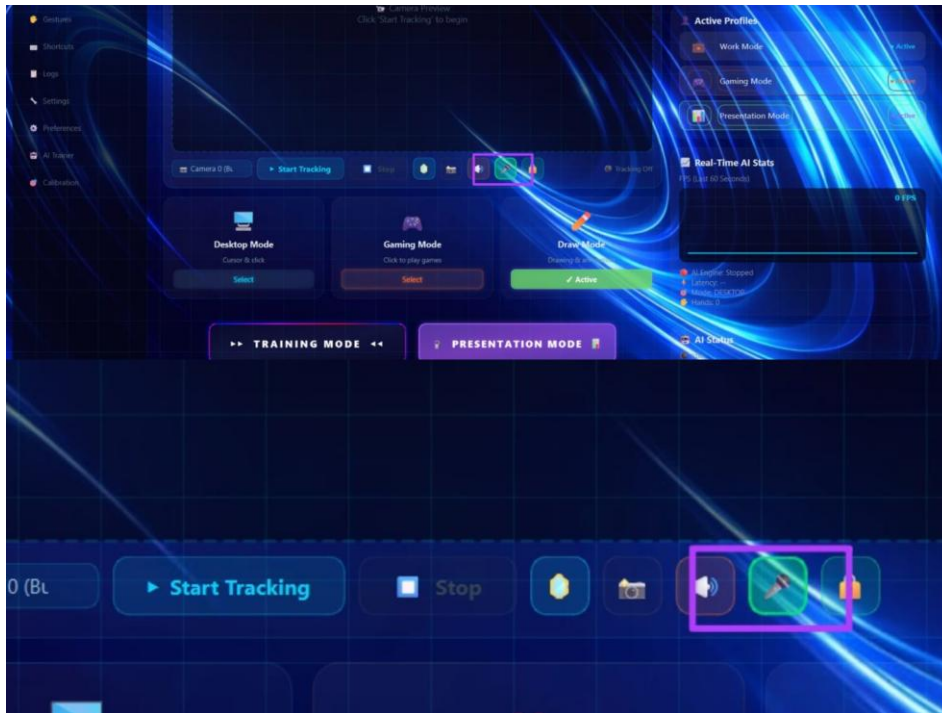 Gestures
Shortcuts
Logs
Settings
Preferences
AI Trainer
Calibration
Camera Preview
Click 'Start Tracking' to begin
Camera 0 (Bu
Start Tracking
Stop
Tracking Off
Desktop Mode
Cursor & click
Select
Gaming Mode
Click to play games
Select
Draw Mode
Drawing &
✓ Active
TRAINING MODE
PRESENTATION MODE
Active Profiles
Work Mode
Active
Gaming Mode
Presentation Mode
Active
Real-Time AI Stats
FPS (Last 60 Seconds)
0 FPS
AI Engine: Stopped
Latency: --
Mode: DESKTOP
Hands: 0
AI Status
0 (Bu
Start Tracking
Stop